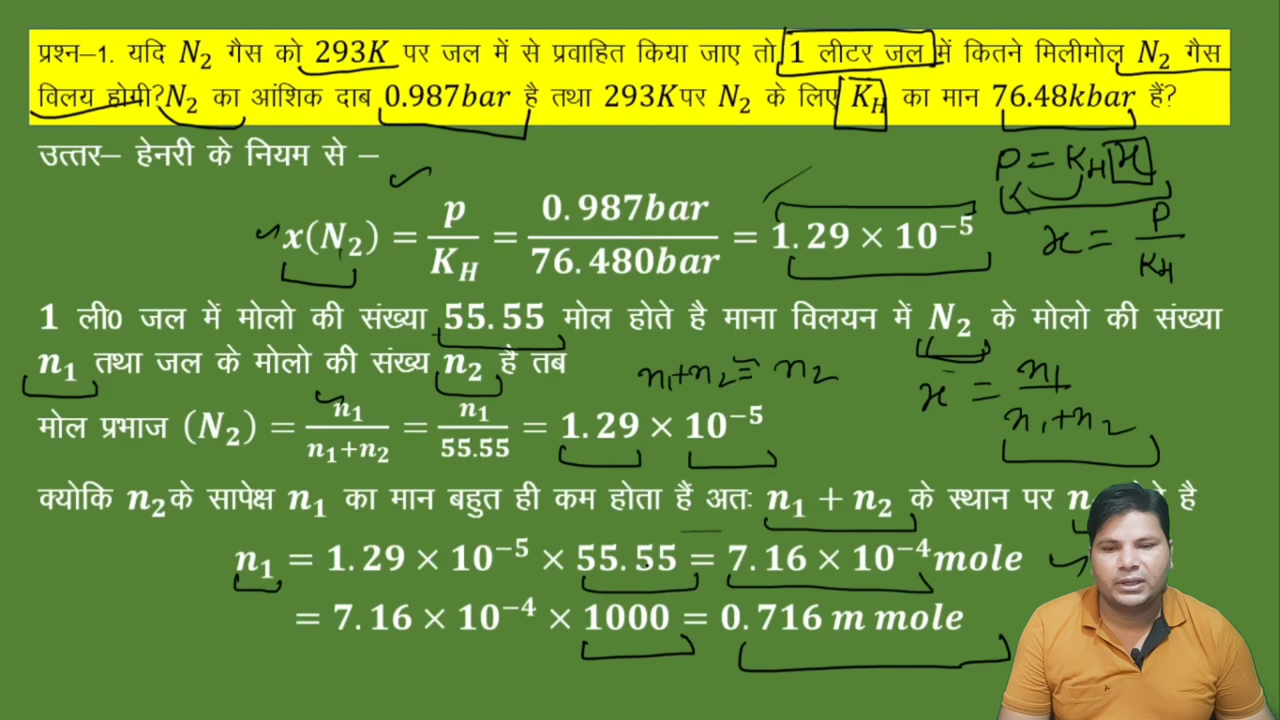 प्रश्न–1. यदि N₂ गैस को 293K पर जल में से प्रवाहित किया जाए तो 1 लीटर जल में कितने मिलीमोल N₂ गैस
विलय होगी? N₂ का आंशिक दाब 0.987bar है तथा 293K पर N₂ के लिए K_H का मान 76.48kbar हैं?
उत्तर– हेनरी के नियम से –
P = K_H x
x(N₂) = p/K_H = 0.987bar/76.480bar = 1.29 × 10⁻⁵
x = P/K_H
1 ली0 जल में मोलो की संख्या 55.55 मोल होते है माना विलयन में N₂ के मोलो की संख्या
n₁ तथा जल के मोलो की संख्य n₂ है तब
n₁+n₂ = n₂
x = n₁/n₁+n₂
मोल प्रभाज (N₂) = n₁/n₁+n₂ = n₁/55.55 = 1.29 × 10⁻⁵
क्योकि n₂ के सापेक्ष n₁ का मान बहुत ही कम होता हैं अतः n₁ + n₂ के स्थान पर है
n₁ = 1.29 × 10⁻⁵ × 55.55 = 7.16 × 10⁻⁴ mole
= 7.16 × 10⁻⁴ × 1000 = 0.716 m mole